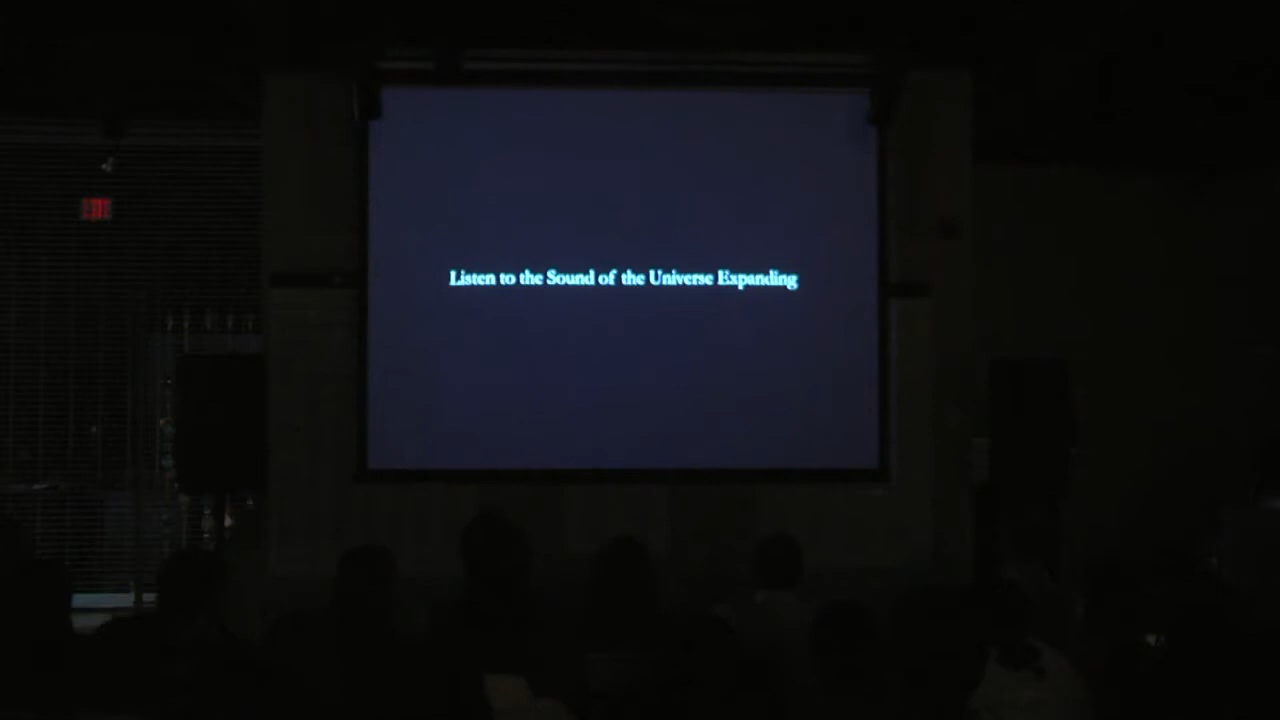 Listen to the Sound of the Universe Expanding